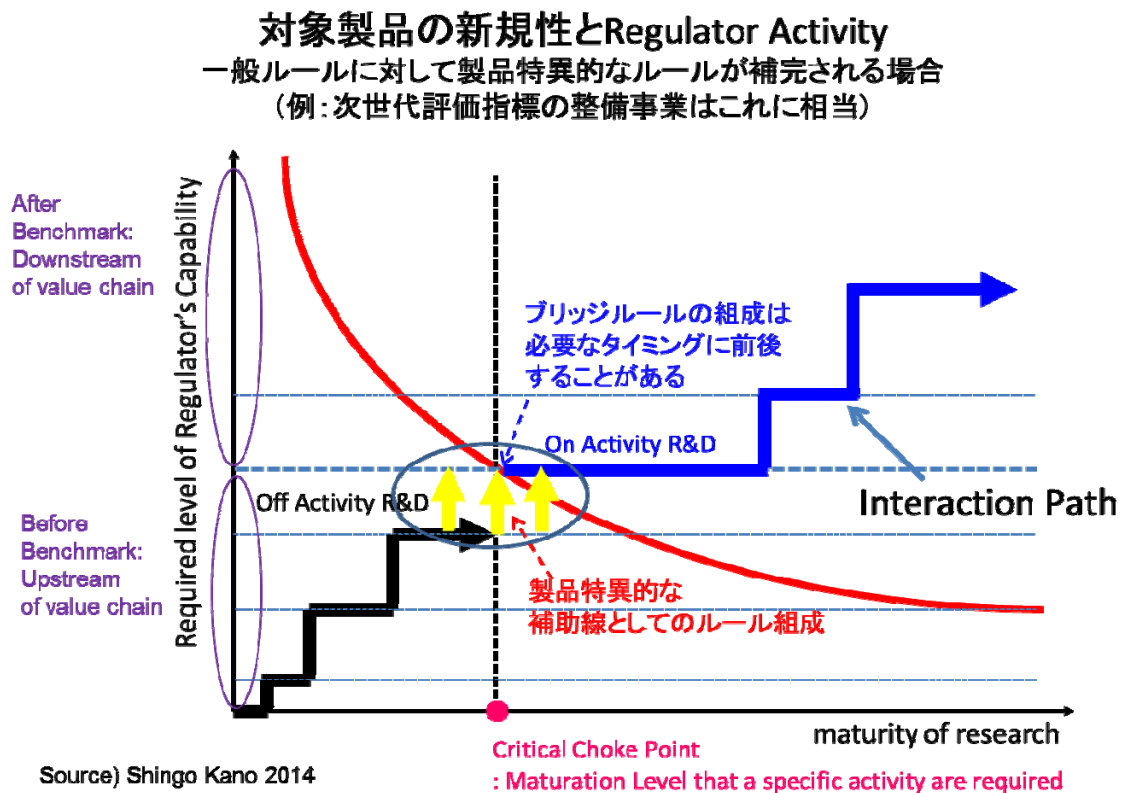 対象製品の新規性とRegulator Activity
一般ルールに対して製品特異的なルールが補完される場合
(例:次世代評価指標の整備事業はこれに相当)
After
Benchmark:
Downstream
of value chain
Before
Benchmark:
Upstream
of value chain
Required level of Regulator's Capability
ブリッジルールの組成は
必要なタイミングに前後
することがある
On Activity R&D
Off Activity R&D
Interaction Path
製品特異的な
補助線としてのルール組成
maturity of research
Critical Choke Point
: Maturation Level that a specific activity are required
Source) Shingo Kano 2014